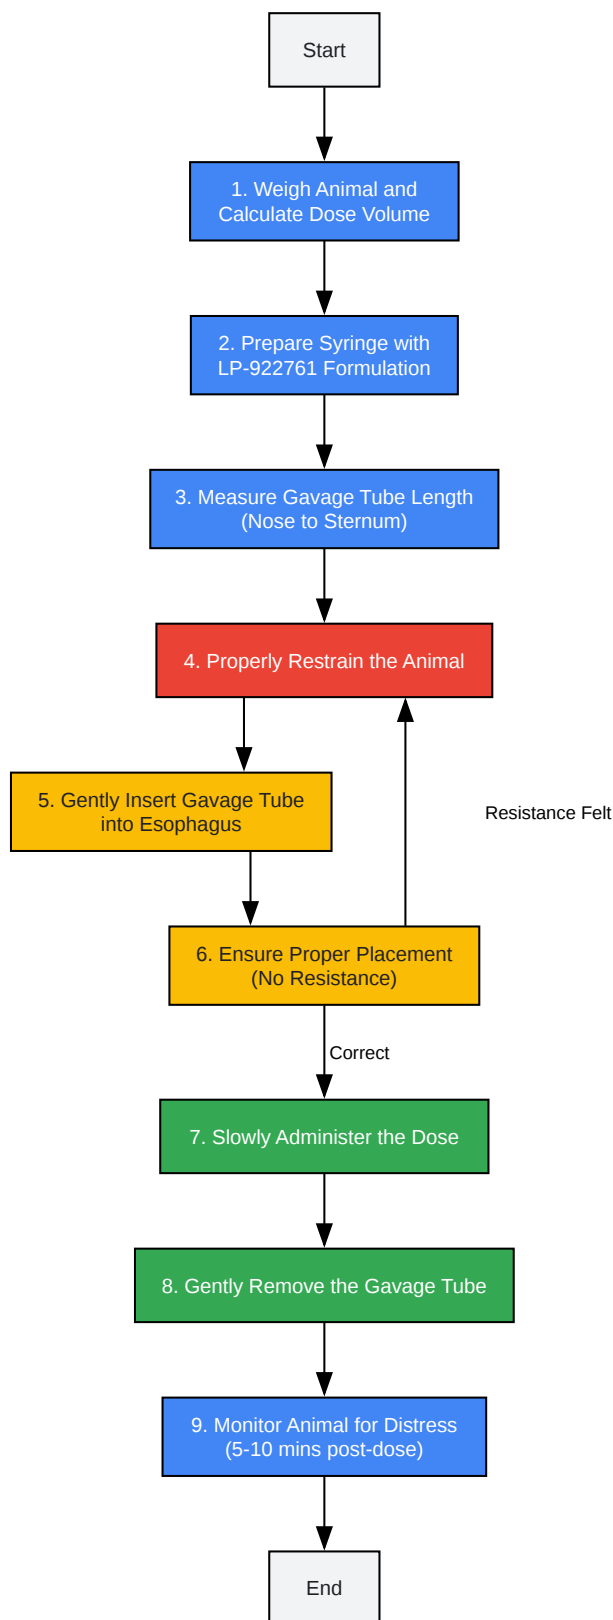 Start
1. Weigh Animal and
Calculate Dose Volume
2. Prepare Syringe with
LP-922761 Formulation
3. Measure Gavage Tube Length
(Nose to Sternum)
4. Properly Restrain the Animal
5. Gently Insert Gavage Tube
into Esophagus
Resistance Felt
6. Ensure Proper Placement
(No Resistance)
Correct
7. Slowly Administer the Dose
8. Gently Remove the Gavage Tube
9. Monitor Animal for Distress
(5-10 mins post-dose)
End